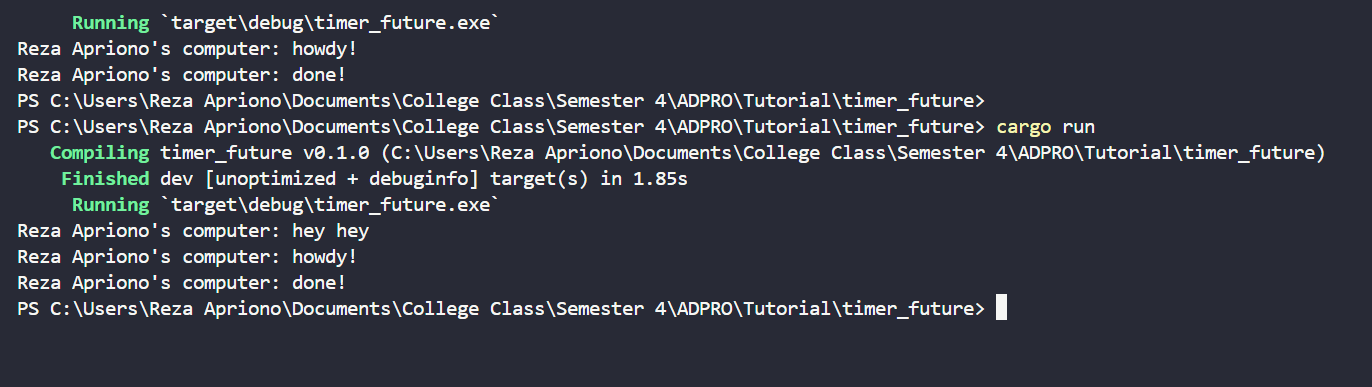 Running `target\debug\timer_future.exe`
Reza Apriono's computer: howdy!
Reza Apriono's computer: done!
PS C:\Users\Reza Apriono\Documents\College Class\Semester 4\ADPRO\Tutorial\timer_future>
PS C:\Users\Reza Apriono\Documents\College Class\Semester 4\ADPRO\Tutorial\timer_future> cargo run
Compiling timer_future v0.1.0 (C:\Users\Reza Apriono\Documents\College Class\Semester 4\ADPRO\Tutorial\timer_future)
Finished dev [unoptimized + debuginfo] target(s) in 1.85s
Running `target\debug\timer_future.exe`
Reza Apriono's computer: hey hey
Reza Apriono's computer: howdy!
Reza Apriono's computer: done!
PS C:\Users\Reza Apriono\Documents\College Class\Semester 4\ADPRO\Tutorial\timer_future>